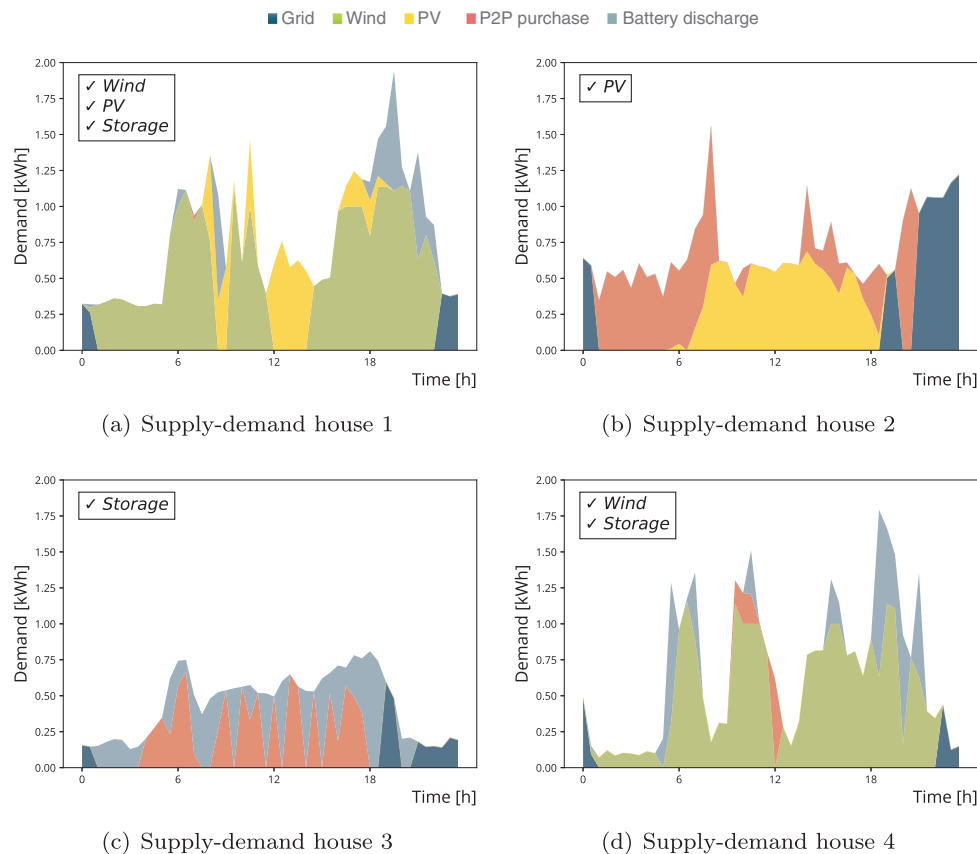 Grid Wind PV P2P purchase Battery discharge
2.00
1.75
1.50
1.25
1.00
0.75
0.50
0.25
0.00
Demand [kWh]
✓ Wind
✓ PV
✓ Storage
0 6 12 18
Time [h]
(a) Supply-demand house 1
2.00
1.75
1.50
1.25
1.00
0.75
0.50
0.25
0.00
Demand [kWh]
✓ PV
0 6 12 18
Time [h]
(b) Supply-demand house 2
2.00
1.75
1.50
1.25
1.00
0.75
0.50
0.25
0.00
Demand [kWh]
✓ Storage
0 6 12 18
Time [h]
(c) Supply-demand house 3
2.00
1.75
1.50
1.25
1.00
0.75
0.50
0.25
0.00
Demand [kWh]
✓ Wind
✓ Storage
0 6 12 18
Time [h]
(d) Supply-demand house 4